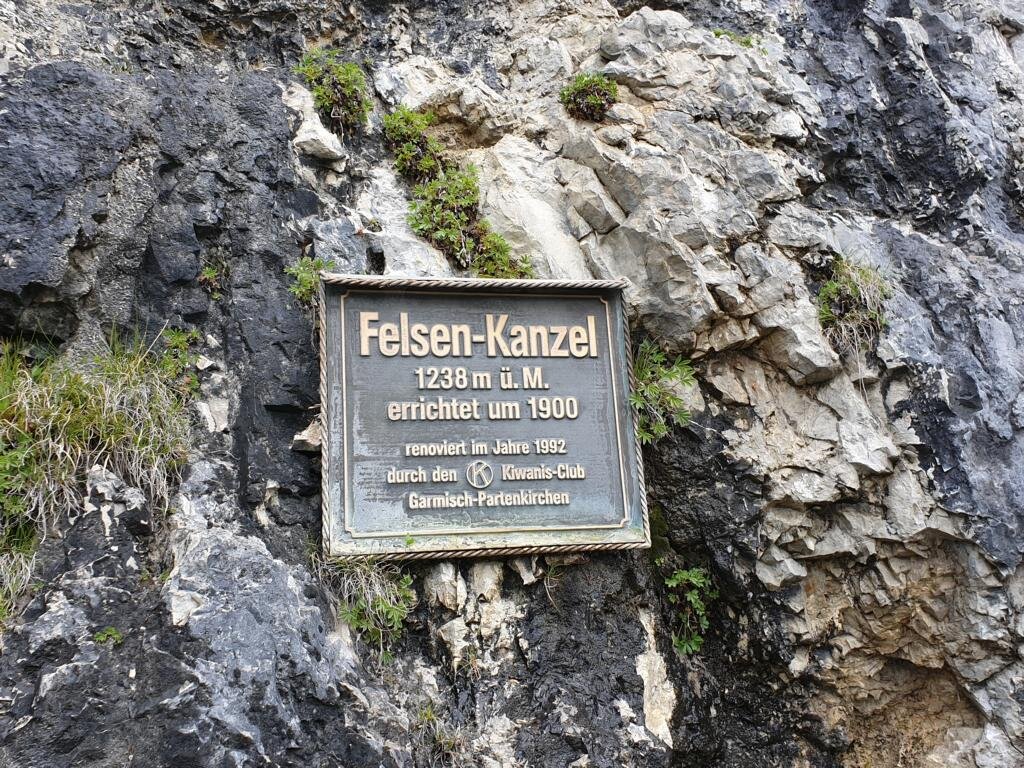 Felsen-Kanzel
1238 m ü. M.
errichtet um 1900
renoviert im Jahre 1992
durch den K Kiwanis-Club
Garmisch-Partenkirchen